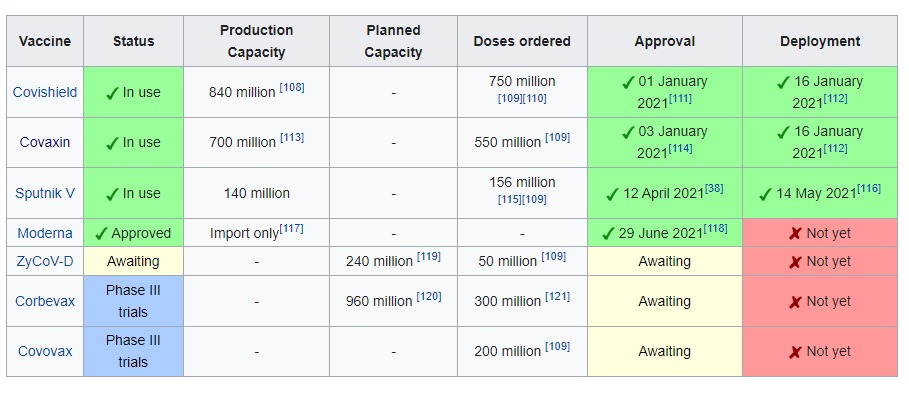 Vaccine Status Production Capacity Planned Capacity Doses ordered Approval Deployment
Covishield ✓ In use 840 million [108] - 750 million [109][110] ✓ 01 January 2021[111] ✓ 16 January 2021[112]
Covaxin ✓ In use 700 million [113] - 550 million [109] ✓ 03 January 2021[114] ✓ 16 January 2021[112]
Sputnik V ✓ In use 140 million - 156 million [115][109] ✓ 12 April 2021[38] ✓ 14 May 2021[116]
Moderna ✓ Approved Import only[117] - - ✓ 29 June 2021[118] ✗ Not yet
ZyCoV-D Awaiting - 240 million [119] 50 million [109] Awaiting ✗ Not yet
Corbevax Phase III trials - 960 million [120] 300 million [121] Awaiting ✗ Not yet
Covovax Phase III trials - - 200 million [109] Awaiting ✗ Not yet